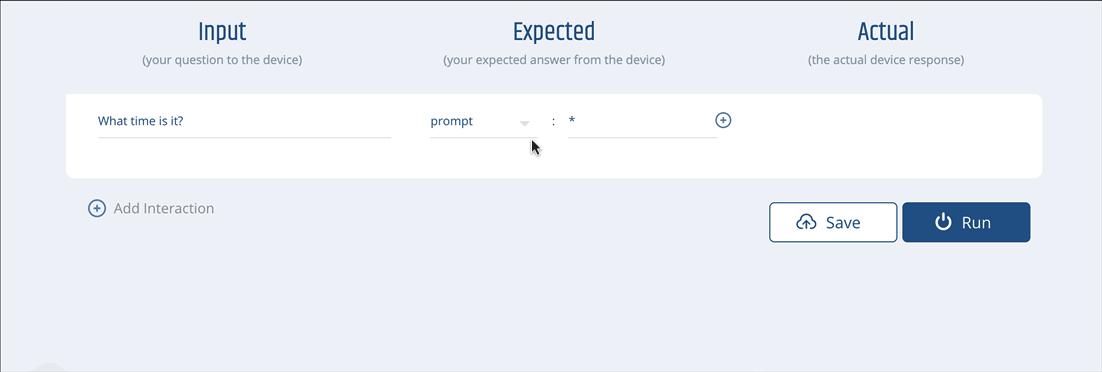 Input
(your question to the device)
Expected
(your expected answer from the device)
Actual
(the actual device response)
What time is it?
prompt : *
Add Interaction
Save
Run